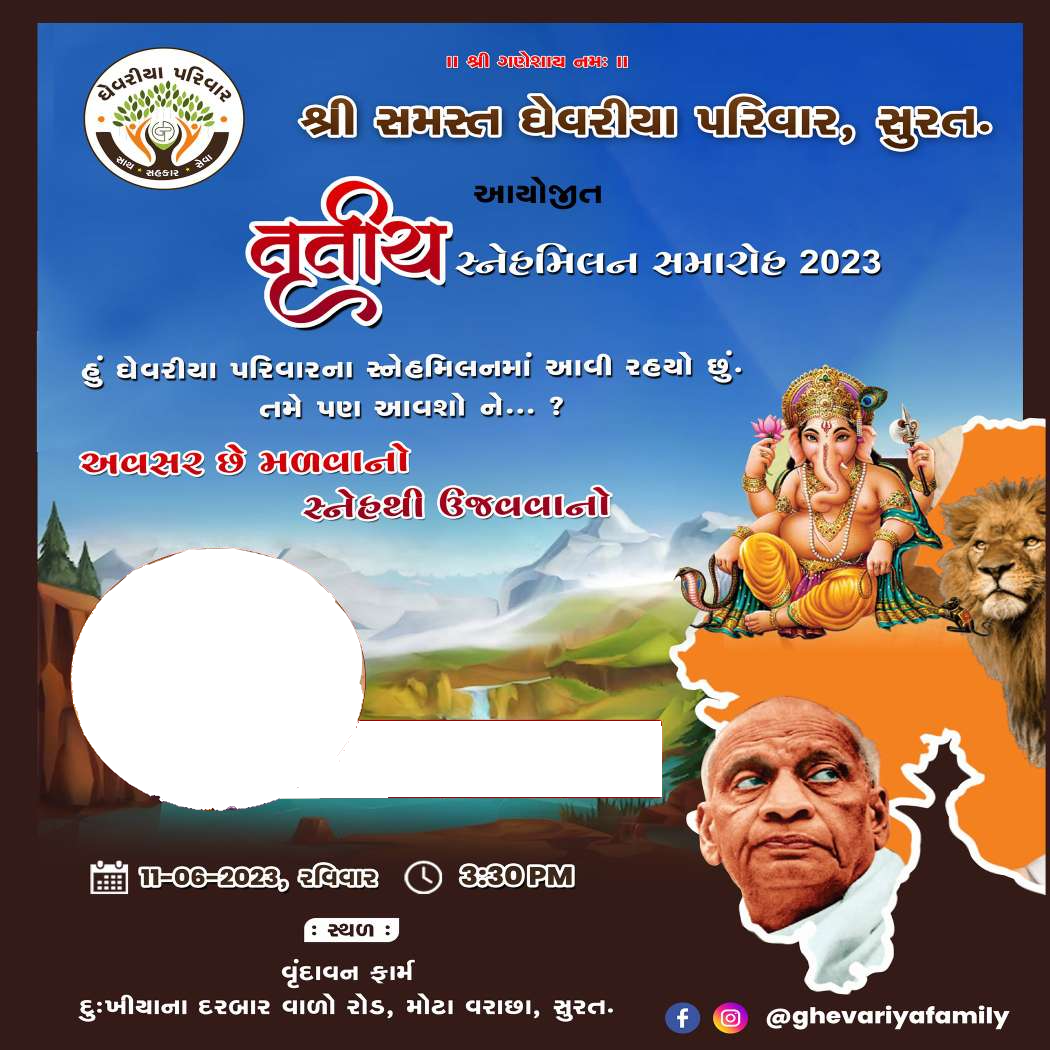 ॥ શ્રી ગણેશાય નમઃ ॥
ઘેવરીયા પરિવાર
સાથ * સહકાર * સેવા
શ્રી સમસ્ત ઘેવરીયા પરિવાર, સુરત.
આયોજીત
તૃતીય સ્નેહમિલન સમારોહ 2023
હું ઘેવરીયા પરિવારના સ્નેહમિલનમાં આવી રહયો છું.
તમે પણ આવશો ને... ?
અવસર છે મળવાનો
સ્નેહથી ઉંજવવાનો
11-06-2023, રવિવાર 3:30 PM
: સ્થળ :
વૃંદાવન ફાર્મ
દુઃખીયાના દરબાર વાળો રોડ, મોટા વરાછા, સુરત.
@ghevariyafamily